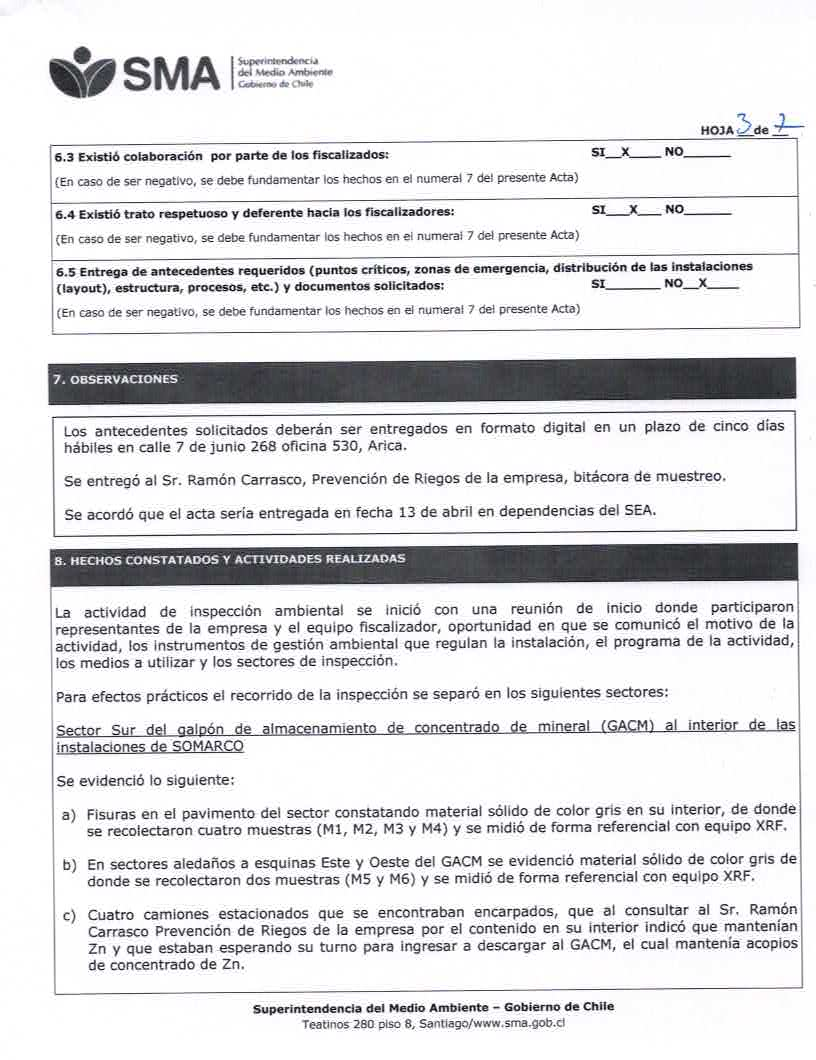 SMA
Superintendencia
del Medio Ambiente
Gobierno de Chile
HOJA 3 de 7
6.3 Existió colaboración por parte de los fiscalizados: SI__X____ NO______
(En caso de ser negativo, se debe fundamentar los hechos en el numeral 7 del presente Acta)
6.4 Existió trato respetuoso y deferente hacia los fiscalizadores: SI___X___ NO______
(En caso de ser negativo, se debe fundamentar los hechos en el numeral 7 del presente Acta)
6.5 Entrega de antecedentes requeridos (puntos críticos, zonas de emergencia, distribución de las instalaciones
(layout), estructura, procesos, etc.) y documentos solicitados: SI_______ NO__X____
(En caso de ser negativo, se debe fundamentar los hechos en el numeral 7 del presente Acta)
7. OBSERVACIONES
Los antecedentes solicitados deberán ser entregados en formato digital en un plazo de cinco días
hábiles en calle 7 de junio 268 oficina 530, Arica.
Se entregó al Sr. Ramón Carrasco, Prevención de Riegos de la empresa, bitácora de muestreo.
Se acordó que el acta sería entregada en fecha 13 de abril en dependencias del SEA.
8. HECHOS CONSTATADOS Y ACTIVIDADES REALIZADAS
La actividad de inspección ambiental se inició con una reunión de inicio donde participaron
representantes de la empresa y el equipo fiscalizador, oportunidad en que se comunicó el motivo de la
actividad, los instrumentos de gestión ambiental que regulan la instalación, el programa de la actividad,
los medios a utilizar y los sectores de inspección.
Para efectos prácticos el recorrido de la inspección se separó en los siguientes sectores:
Sector Sur del galpón de almacenamiento de concentrado de mineral (GACM) al interior de las
instalaciones de SOMARCO
Se evidenció lo siguiente:
a) Fisuras en el pavimento del sector constatando material sólido de color gris en su interior, de donde
se recolectaron cuatro muestras (M1, M2, M3 y M4) y se midió de forma referencial con equipo XRF.
b) En sectores aledaños a esquinas Este y Oeste del GACM se evidenció material sólido de color gris de
donde se recolectaron dos muestras (M5 y M6) y se midió de forma referencial con equipo XRF.
c) Cuatro camiones estacionados que se encontraban encarpados, que al consultar al Sr. Ramón
Carrasco Prevención de Riegos de la empresa por el contenido en su interior indicó que mantenían
Zn y que estaban esperando su turno para ingresar a descargar al GACM, el cual mantenía acopios
de concentrado de Zn.
Superintendencia del Medio Ambiente – Gobierno de Chile
Teatinos 280 piso 8, Santiago/www.sma.gob.cl